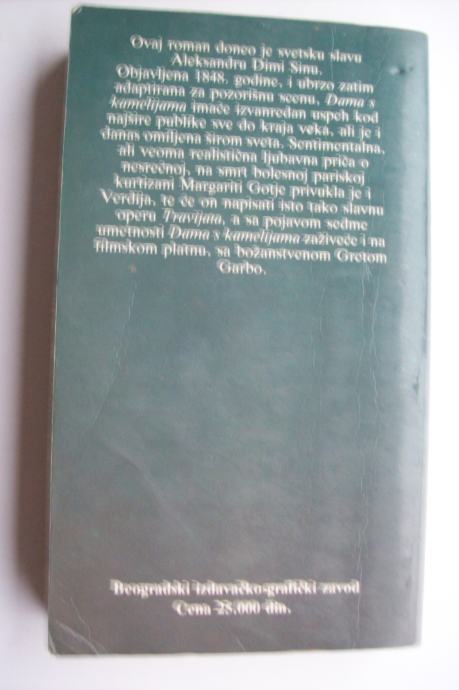 Ovaj roman doneo je svetsku slavu
Aleksandru Dimi Sinu.
Objavljena 1848. godine, i ubrzo zatim
adaptirana za pozorišnu scenu, Dama s
kamelijama imaće izvanredan uspeh kod
najšire publike sve do kraja veka, ali je i
danas omiljena širom sveta. Sentimentalna,
ali veoma realistična ljubavna priča o
nesrećnoj, na smrt bolesnoj pariskoj
kurtizani Margariti Gotje privukla je i
Verdija, te će on napisati isto tako slavnu
operu Travijata, a sa pojavom sedme
umetnosti Dama s kamelijama zaživeće i na
filmskom platnu, sa božanstvenom Gretom
Garbo.
Beogradski izdavačko-grafički zavod
Cena 25.000 din.